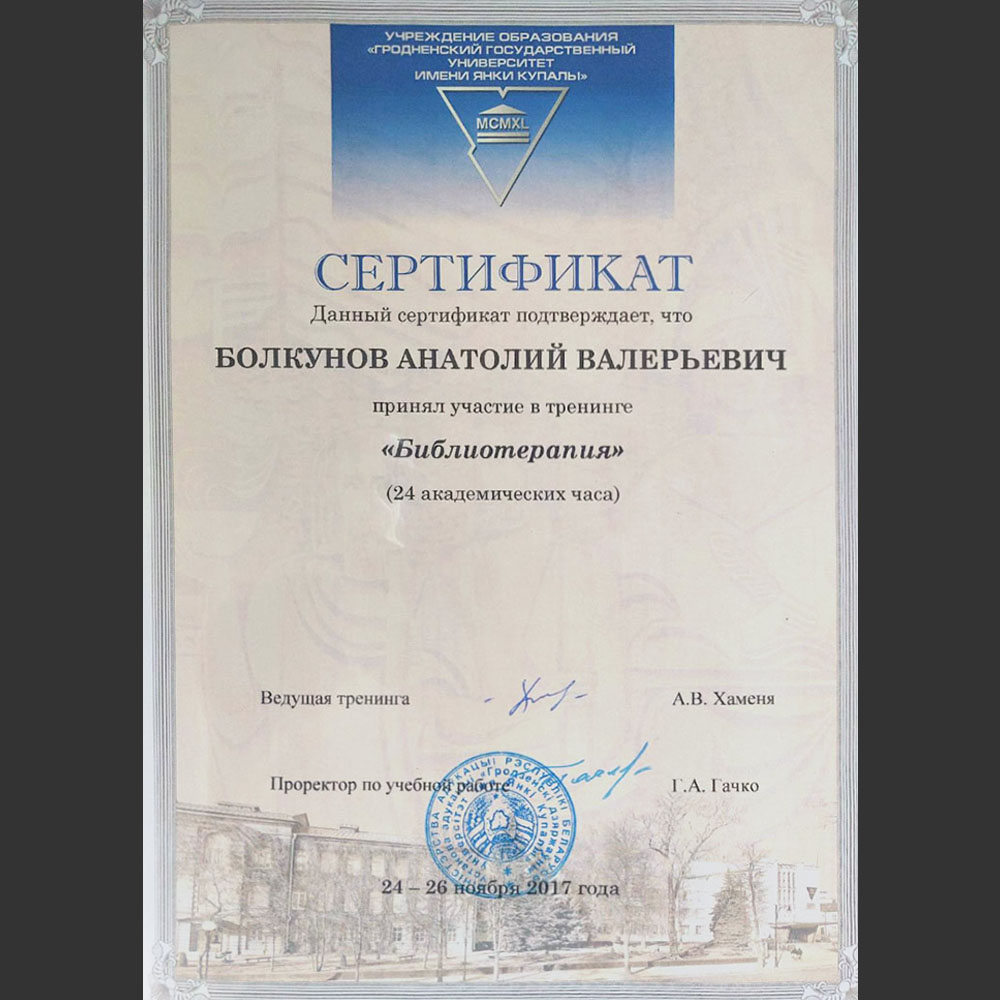 УЧРЕЖДЕНИЕ ОБРАЗОВАНИЯ
«ГРОДНЕНСКИЙ ГОСУДАРСТВЕННЫЙ
УНИВЕРСИТЕТ
ИМЕНИ ЯНКИ КУПАЛЫ»
MCMXL
СЕРТИФИКАТ
Данный сертификат подтверждает, что
БОЛКУНОВ АНАТОЛИЙ ВАЛЕРЬЕВИЧ
принял участие в тренинге
«Библиотерапия»
(24 академических часа)
Ведущая тренинга А.В. Хаменя
Проректор по учебной работе Г.А. Гачко
24 – 26 ноября 2017 года